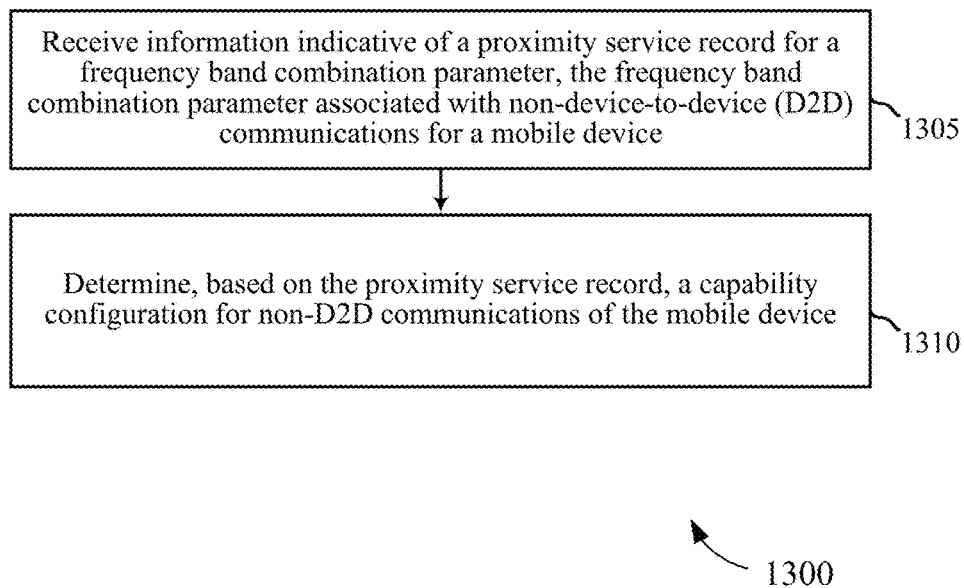 Receive information indicative of a proximity service record for a
frequency band combination parameter, the frequency band
combination parameter associated with non-device-to-device (D2D)
communications for a mobile device
1305
Determine, based on the proximity service record, a capability
configuration for non-D2D communications of the mobile device
1310
1300